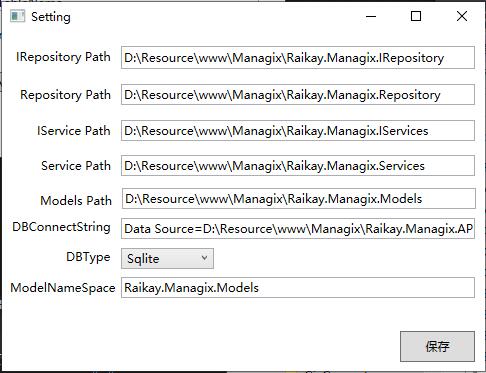 Setting
IRepository Path D:\Resource\www\Managix\Raikay.Managix.IRepository
Repository Path D:\Resource\www\Managix\Raikay.Managix.Repository
IService Path D:\Resource\www\Managix\Raikay.Managix.IServices
Service Path D:\Resource\www\Managix\Raikay.Managix.Services
Models Path D:\Resource\www\Managix\Raikay.Managix.Models
DBConnectString Data Source=D:\Resource\www\Managix\Raikay.Managix.AP
DBType Sqlite
ModelNameSpace Raikay.Managix.Models
保存